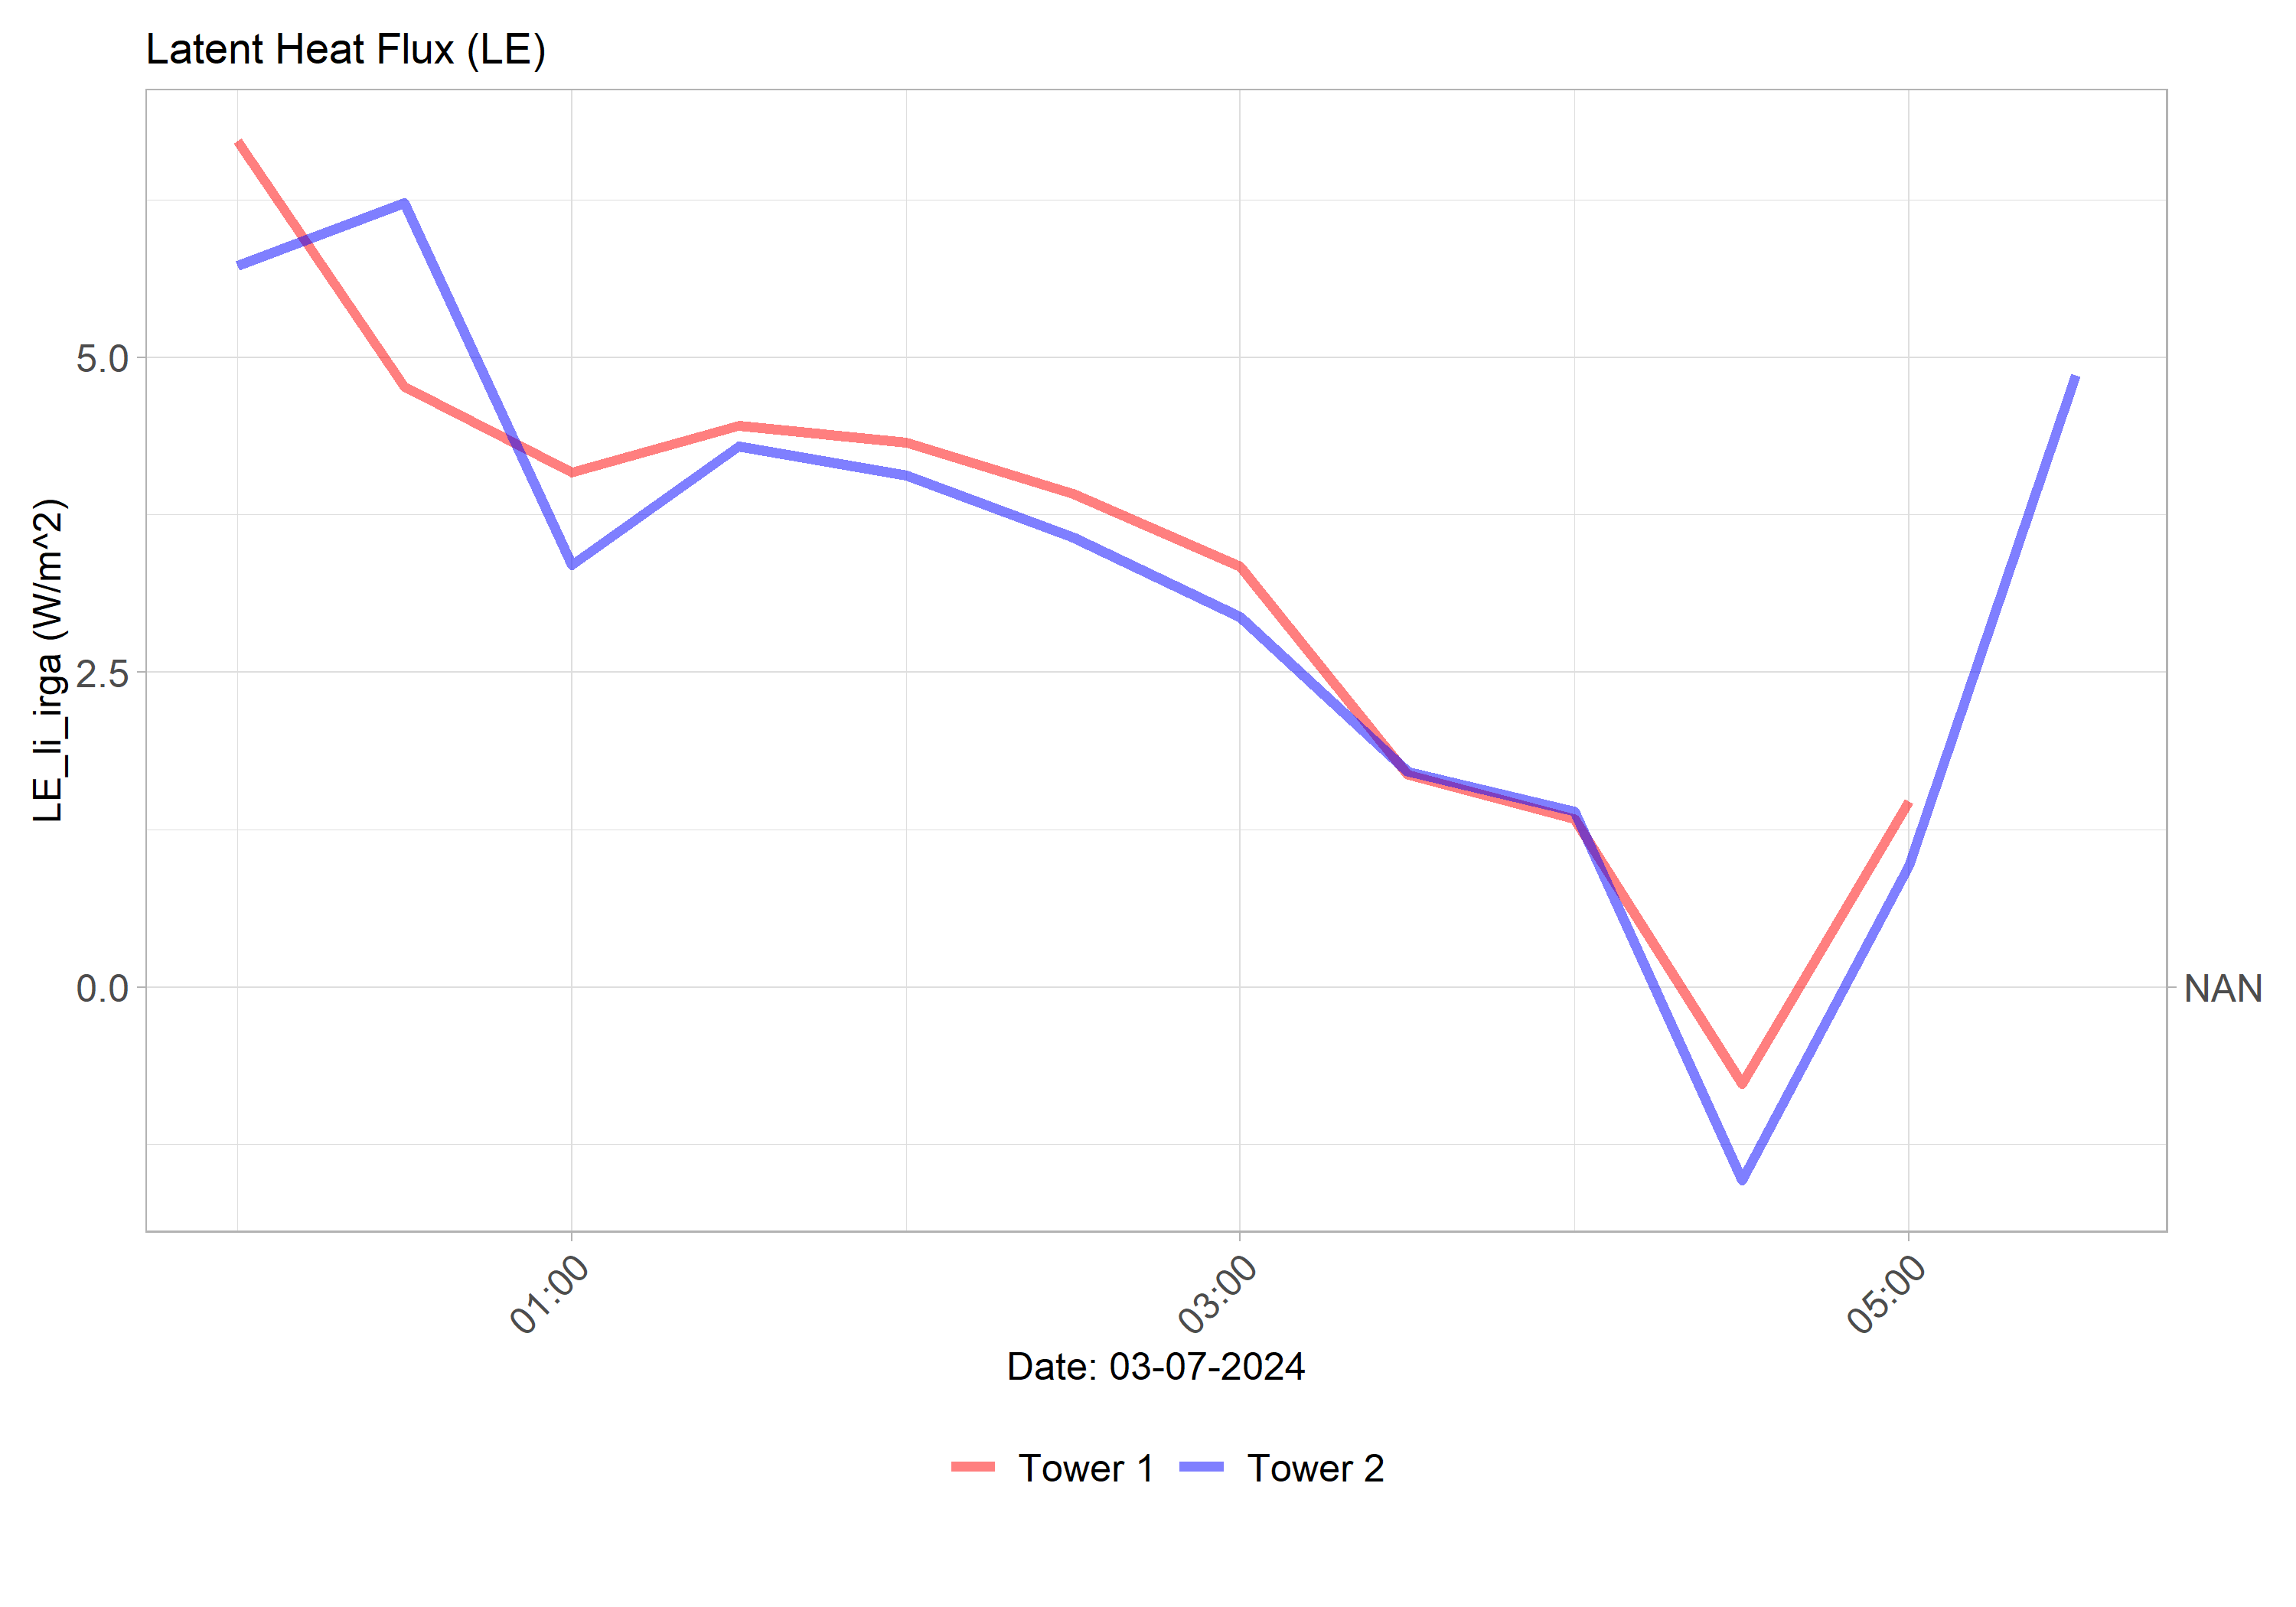 Latent Heat Flux (LE)
LE_li_irga (W/m^2)
5.0
2.5
0.0
NAN
01:00
03:00
05:00
Date: 03-07-2024
Tower 1
Tower 2